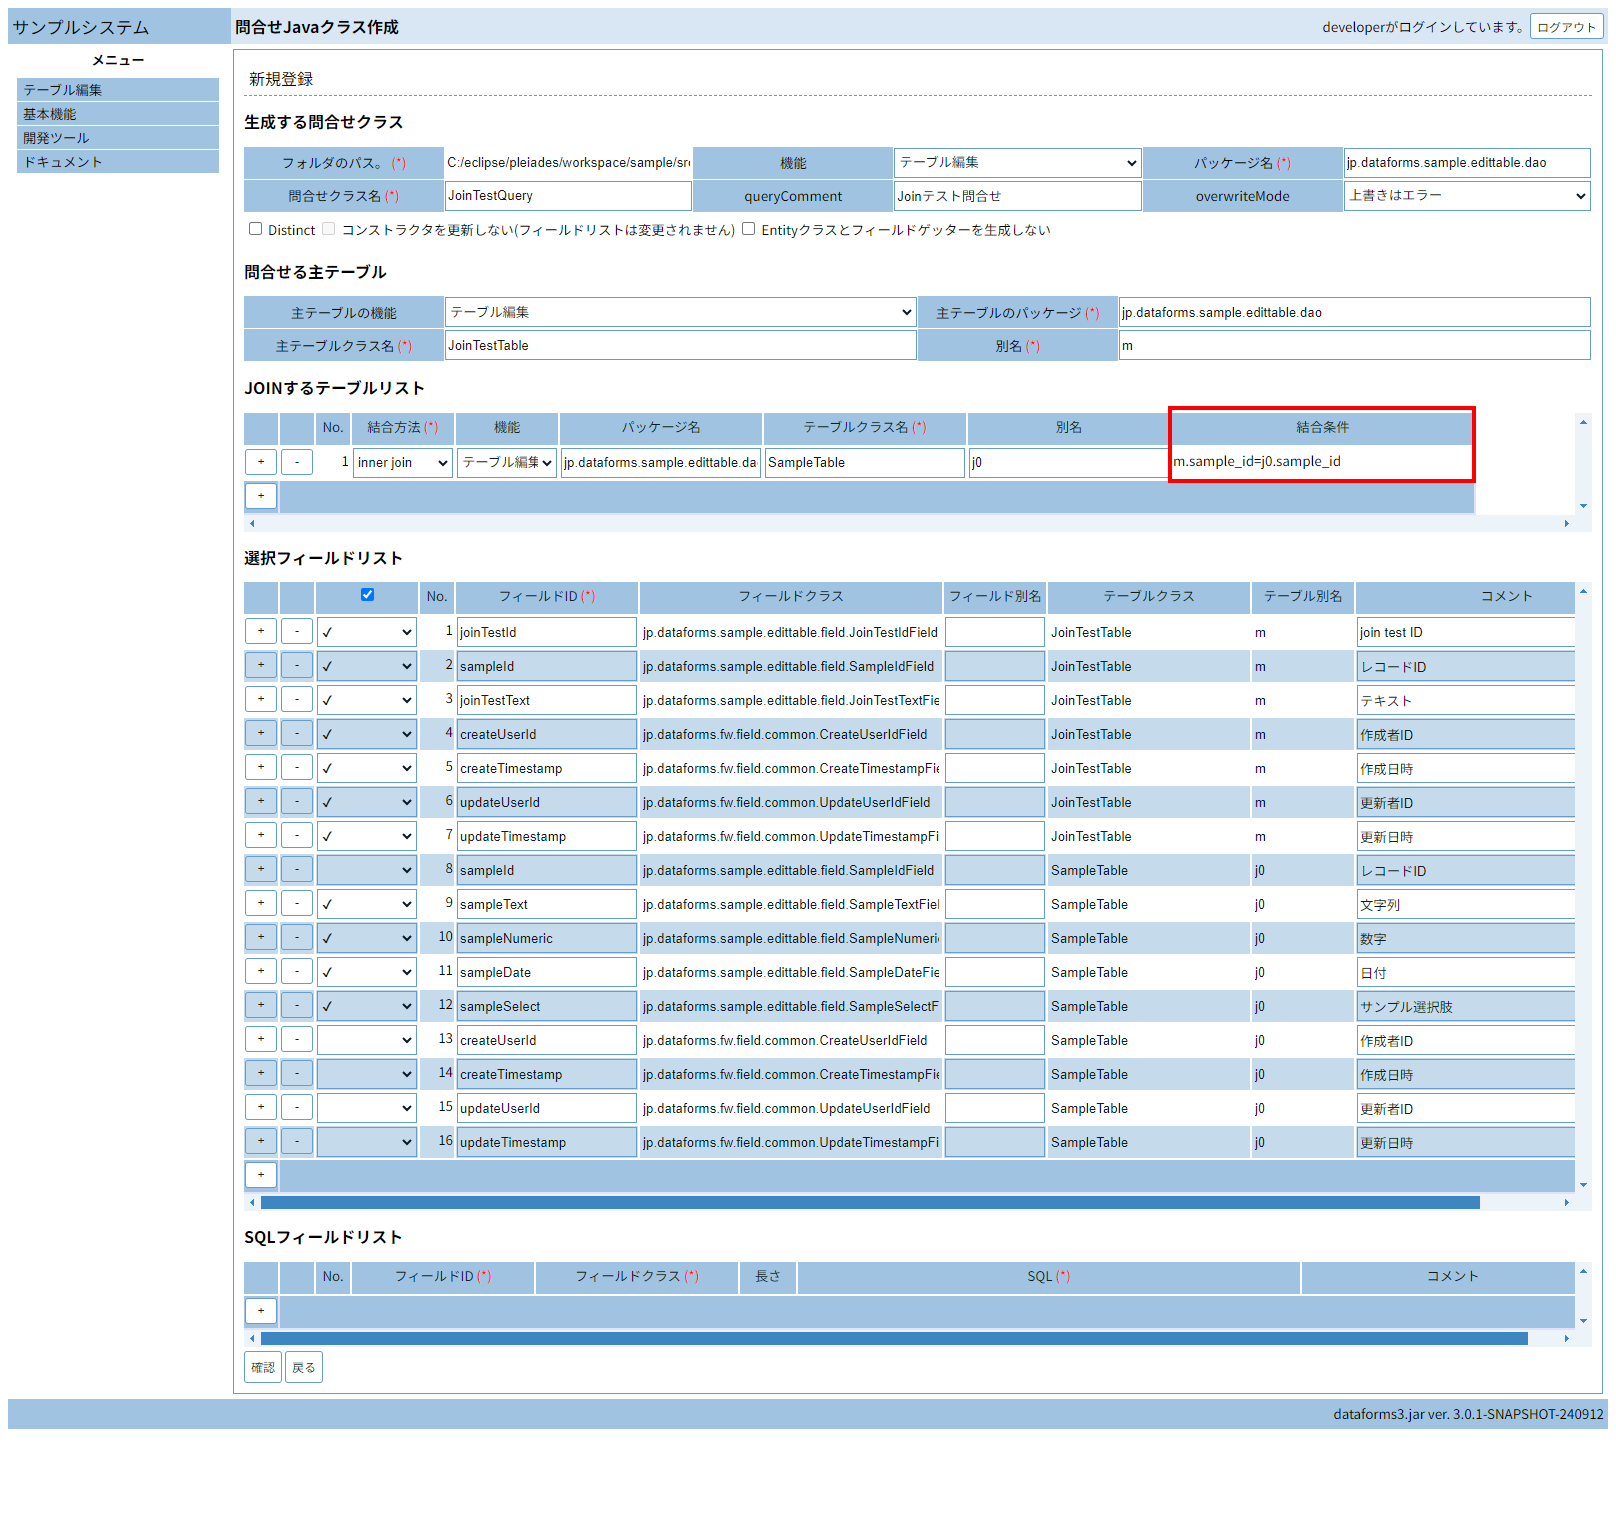 サンプルシステム
問合せJavaクラス作成
developerがログインしています。 ログアウト
メニュー
テーブル編集
基本機能
開発ツール
ドキュメント
新規登録
生成する問合せクラス
フォルダのパス。 (*) C:/eclipse/pleiades/workspace/sample/sr 機能 テーブル編集 パッケージ名 (*) jp.dataforms.sample.edittable.dao
問合せクラス名 (*) JoinTestQuery queryComment Joinテスト問合せ overwriteMode 上書きはエラー
Distinct コンストラクタを更新しない(フィールドリストは変更されません) Entityクラスとフィールドゲッターを生成しない
問合せる主テーブル
主テーブルの機能 テーブル編集 主テーブルのパッケージ (*) jp.dataforms.sample.edittable.dao
主テーブルクラス名 (*) JoinTestTable 別名 (*) m
JOINするテーブルリスト
No. 結合方法 (*) 機能 パッケージ名 テーブルクラス名 (*) 別名 結合条件
+ - 1 inner join テーブル編集 jp.dataforms.sample.edittable.da SampleTable j0 m.sample_id=j0.sample_id
+
選択フィールドリスト
No. フィールドID (*) フィールドクラス フィールド別名 テーブルクラス テーブル別名 コメント
+ - ✓ 1 joinTestId jp.dataforms.sample.edittable.field.JoinTestIdField JoinTestTable m join test ID
+ - ✓ 2 sampleId jp.dataforms.sample.edittable.field.SampleIdField JoinTestTable m レコードID
+ - ✓ 3 joinTestText jp.dataforms.sample.edittable.field.JoinTestTextFie JoinTestTable m テキスト
+ - ✓ 4 createUserId jp.dataforms.fw.field.common.CreateUserIdField JoinTestTable m 作成者ID
+ - ✓ 5 createTimestamp jp.dataforms.fw.field.common.CreateTimestampFie JoinTestTable m 作成日時
+ - ✓ 6 updateUserId jp.dataforms.fw.field.common.UpdateUserIdField JoinTestTable m 更新者ID
+ - ✓ 7 updateTimestamp jp.dataforms.fw.field.common.UpdateTimestampFi JoinTestTable m 更新日時
+ - 8 sampleId jp.dataforms.sample.edittable.field.SampleIdField SampleTable j0 レコードID
+ - ✓ 9 sampleText jp.dataforms.sample.edittable.field.SampleTextFiel SampleTable j0 文字列
+ - ✓ 10 sampleNumeric jp.dataforms.sample.edittable.field.SampleNumeri SampleTable j0 数字
+ - ✓ 11 sampleDate jp.dataforms.sample.edittable.field.SampleDateFie SampleTable j0 日付
+ - ✓ 12 sampleSelect jp.dataforms.sample.edittable.field.SampleSelectF SampleTable j0 サンプル選択肢
+ - 13 createUserId jp.dataforms.fw.field.common.CreateUserIdField SampleTable j0 作成者ID
+ - 14 createTimestamp jp.dataforms.fw.field.common.CreateTimestampFie SampleTable j0 作成日時
+ - 15 updateUserId jp.dataforms.fw.field.common.UpdateUserIdField SampleTable j0 更新者ID
+ - 16 updateTimestamp jp.dataforms.fw.field.common.UpdateTimestampFi SampleTable j0 更新日時
+
SQLフィールドリスト
No. フィールドID (*) フィールドクラス (*) 長さ SQL (*) コメント
+
確認 戻る
dataforms3.jar ver. 3.0.1-SNAPSHOT-240912